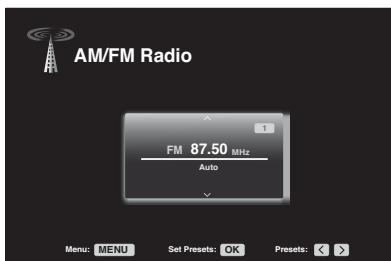 AM/FM Radio
1
FM 87.50 MHz
Auto
Menu: MENU Set Presets: OK Presets: < >